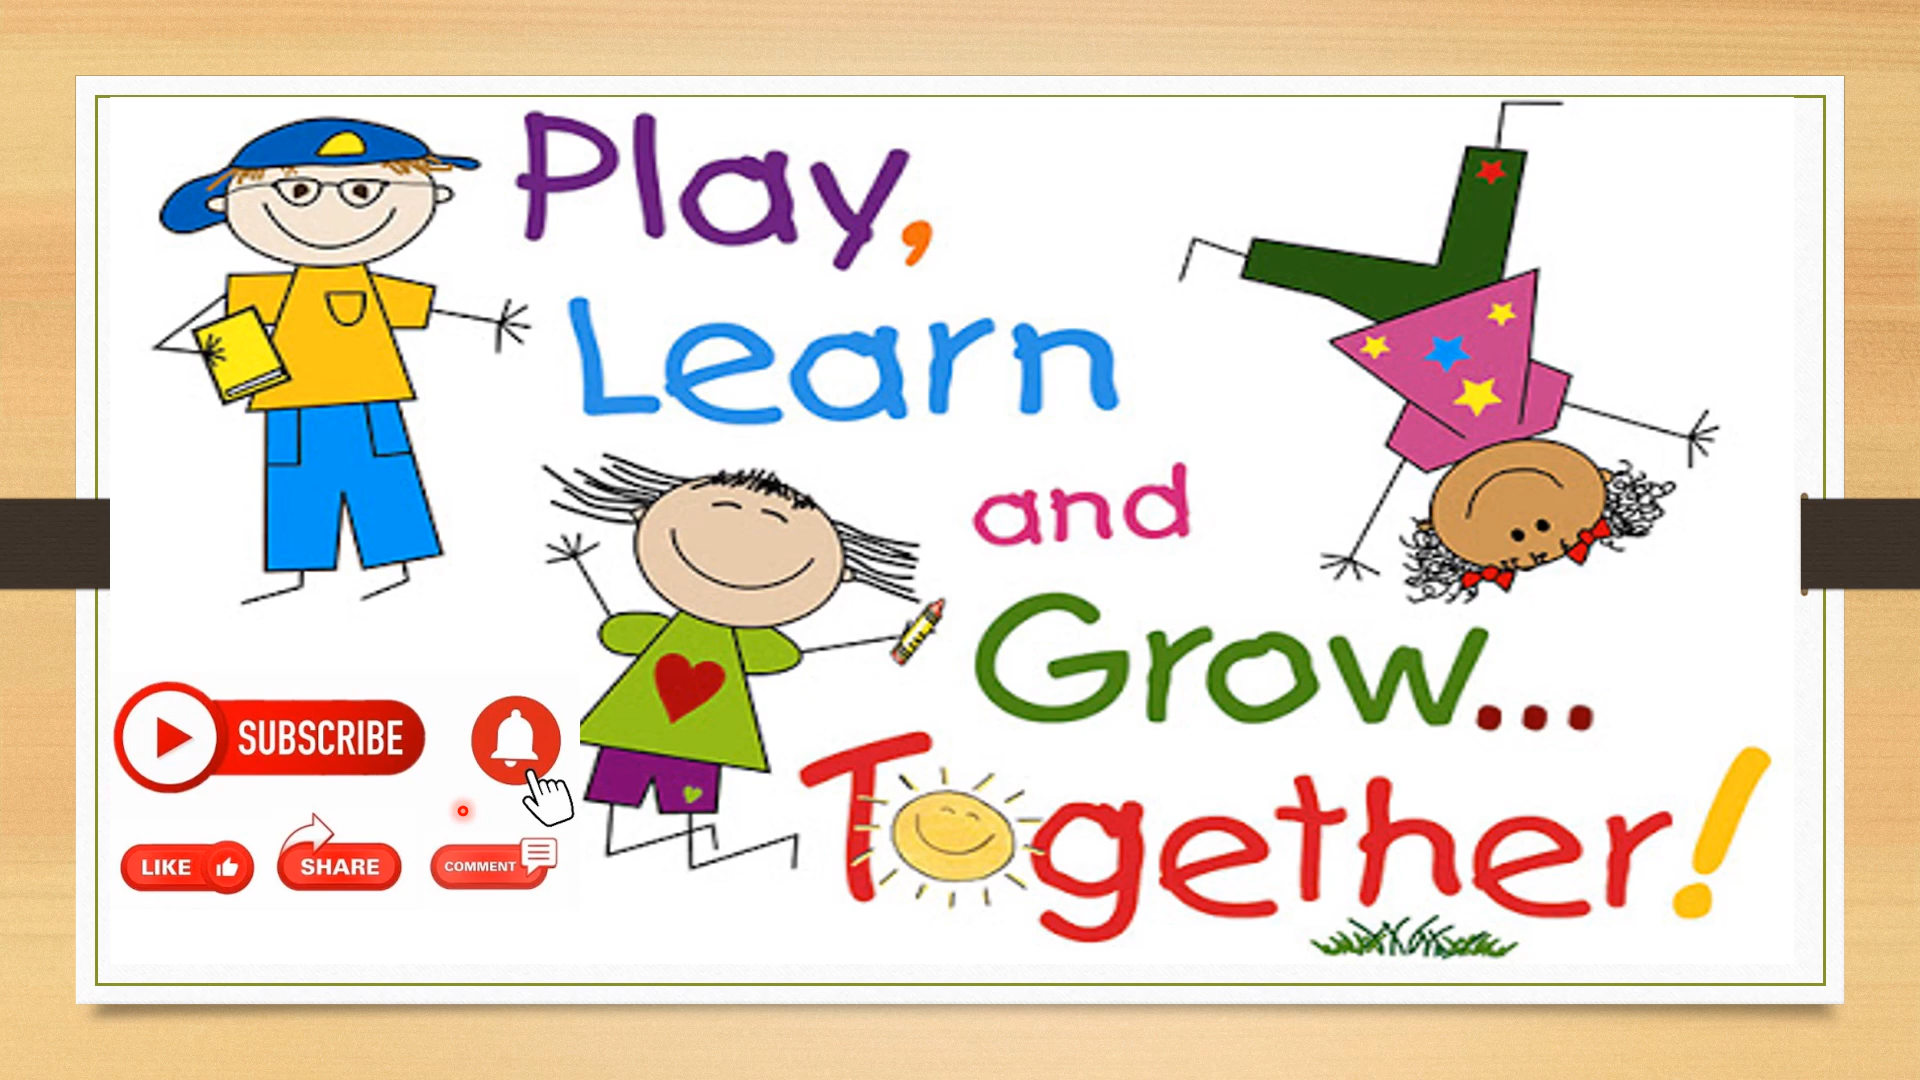 Play,
Learn
and
Grow...
Together!
SUBSCRIBE
LIKE
SHARE
COMMENT